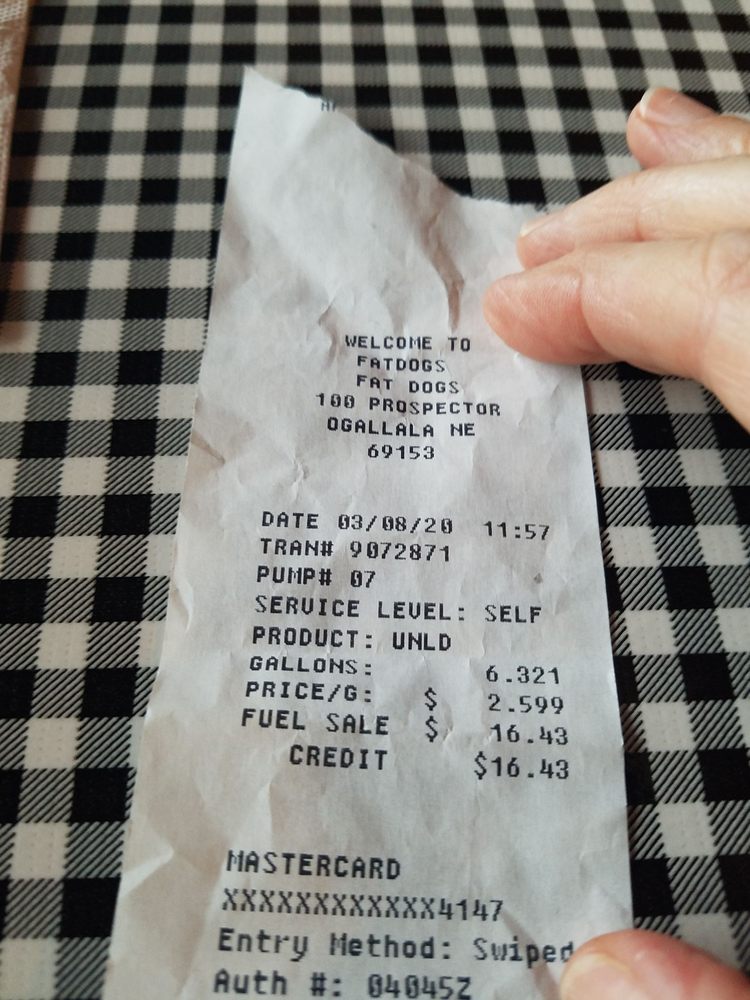 WELCOME TO
FATDOGS
FAT DOGS
100 PROSPECTOR
OGALLALA NE
69153
DATE 03/08/20 11:57
TRAN# 9072871
PUMP# 07
SERVICE LEVEL: SELF
PRODUCT: UNLD
GALLONS: 6.321
PRICE/G: $ 2.599
FUEL SALE $ 16.43
CREDIT $16.43
MASTERCARD
XXXXXXXXXXXX4147
Entry Method: Swiped
Auth #: 04045Z